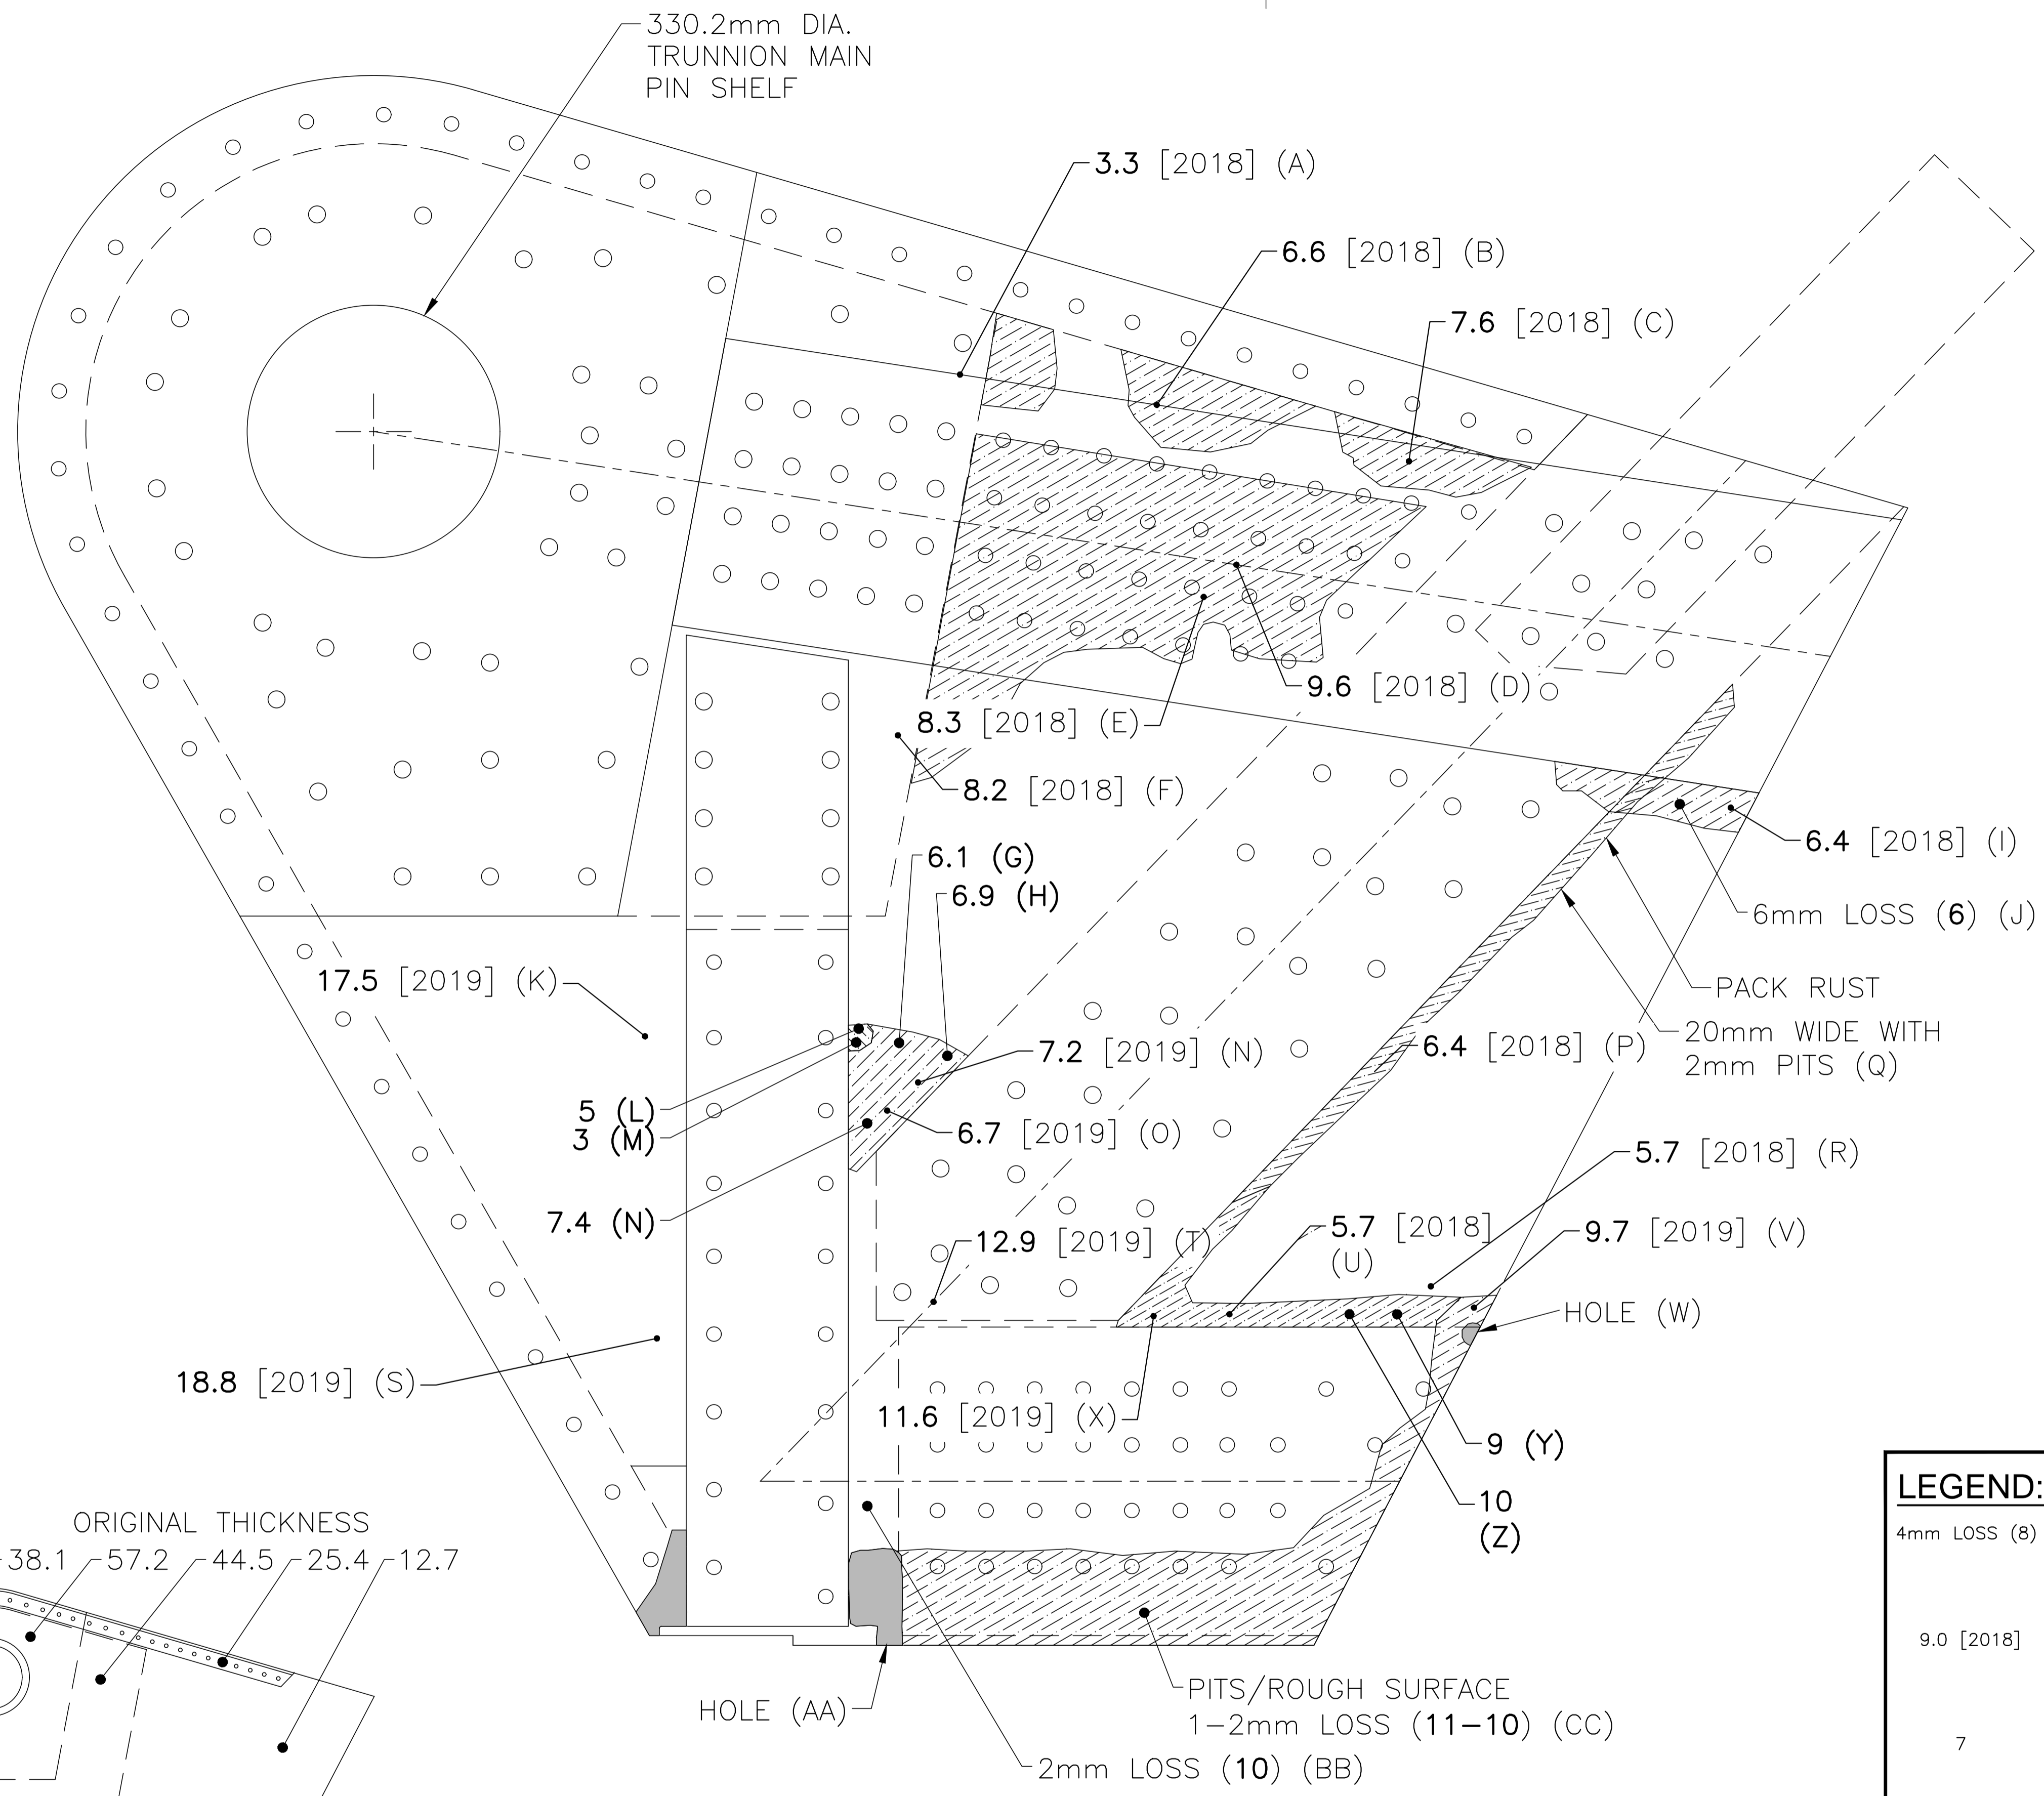 330.2mm DIA.
TRUNNION MAIN
PIN SHELF
3.3 [2018] (A)
6.6 [2018] (B)
7.6 [2018] (C)
9.6 [2018] (D)
8.3 [2018] (E)
8.2 [2018] (F)
6.1 (G)
6.9 (H)
6.4 [2018] (I)
6mm LOSS (6) (J)
PACK RUST
20mm WIDE WITH
2mm PITS (Q)
17.5 [2019] (K)
7.2 [2019] (N)
6.4 [2018] (P)
5 (L)
3 (M)
6.7 [2019] (O)
5.7 [2018] (R)
7.4 (N)
12.9 [2019] (T)
5.7 [2018]
(U)
9.7 [2019] (V)
HOLE (W)
18.8 [2019] (S)
11.6 [2019] (X)
9 (Y)
10
(Z)
ORIGINAL THICKNESS
38.1
57.2
44.5
25.4
12.7
HOLE (AA)
PITS/ROUGH SURFACE
1-2mm LOSS (11-10) (CC)
2mm LOSS (10) (BB)
LEGEND:
4mm LOSS (8)
9.0 [2018]
7